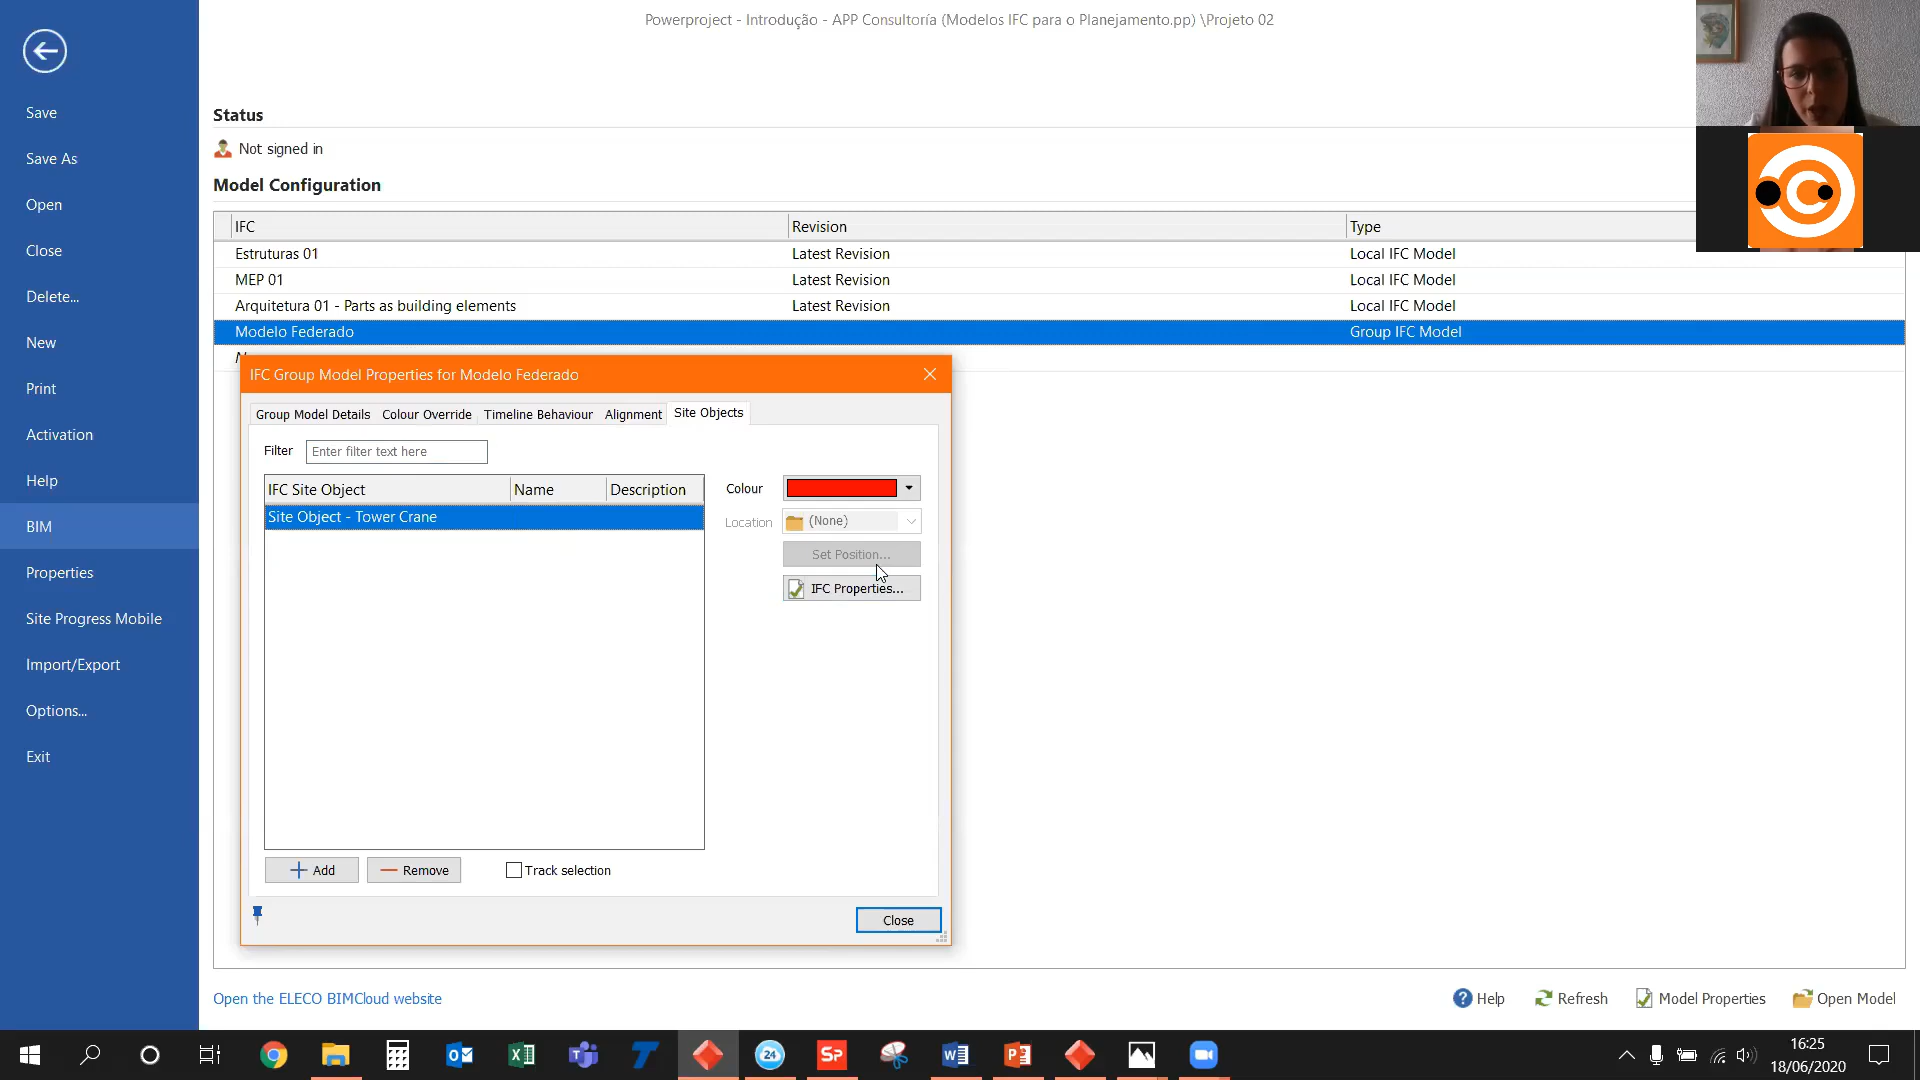 Powerproject - Introdução - APP Consultoría (Modelos IFC para o Planejamento.pp) \Projeto 02
Save
Save As
Open
Close
Delete...
New
Print
Activation
Help
BIM
Properties
Site Progress Mobile
Import/Export
Options...
Exit
Status
Not signed in
Model Configuration
IFC Revision Type
Estruturas 01 Latest Revision Local IFC Model
MEP 01 Latest Revision Local IFC Model
Arquitetura 01 - Parts as building elements Latest Revision Local IFC Model
Modelo Federado Group IFC Model
IFC Group Model Properties for Modelo Federado
Group Model Details Colour Override Timeline Behaviour Alignment Site Objects
Filter Enter filter text here
IFC Site Object Name Description
Site Object - Tower Crane
Colour
Location (None)
Set Position...
IFC Properties...
Add Remove Track selection
Close
Open the ELECO BIMCloud website
Help Refresh Model Properties Open Model
24
SP
16:25
18/06/2020